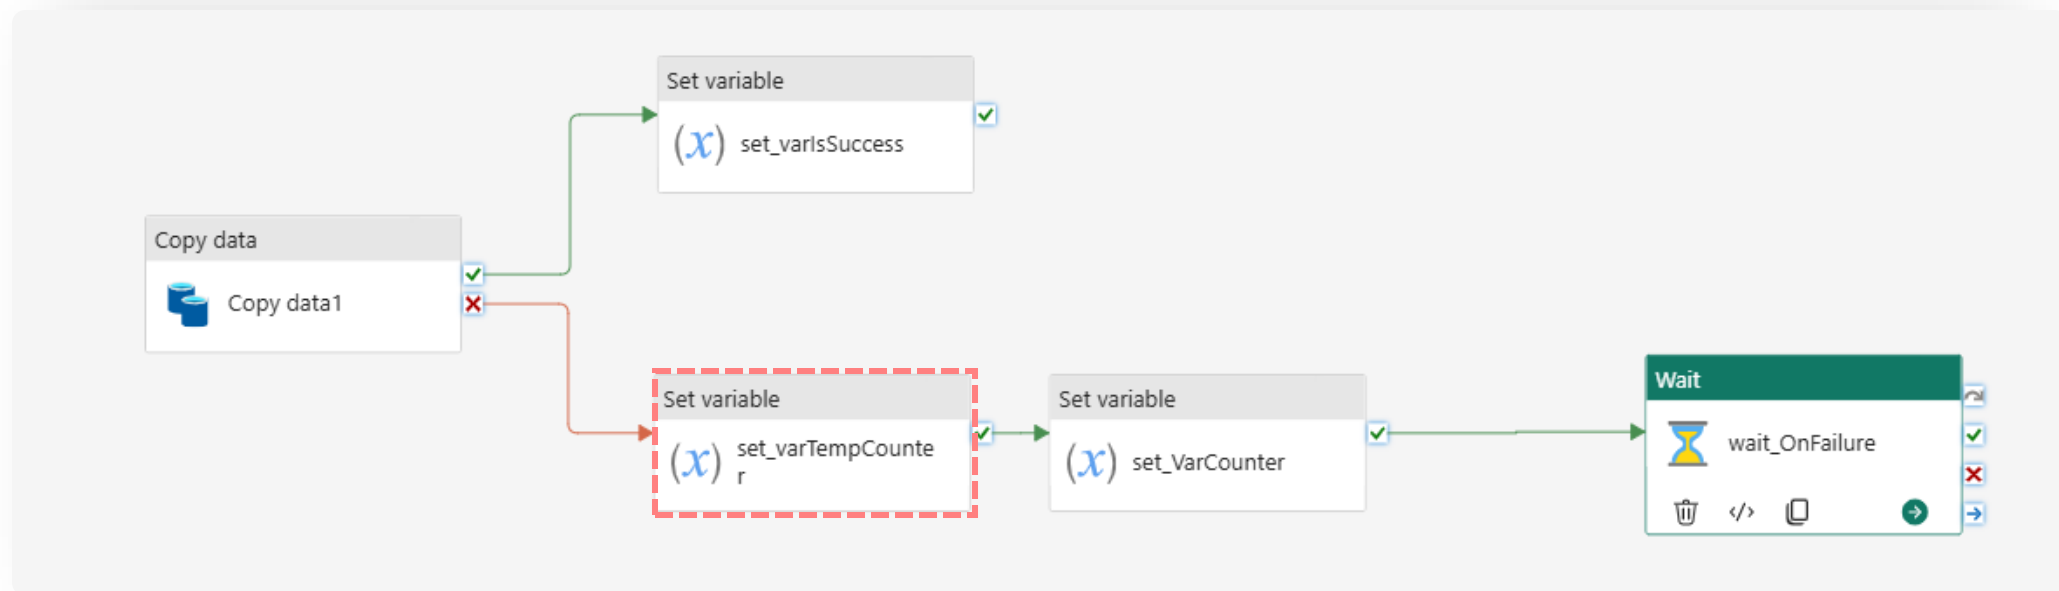 Set variable
(x) set_varIsSuccess
Copy data
Copy data1
Set variable
(x) set_varTempCounte
r
Set variable
(x) set_VarCounter
Wait
wait_OnFailure
</>